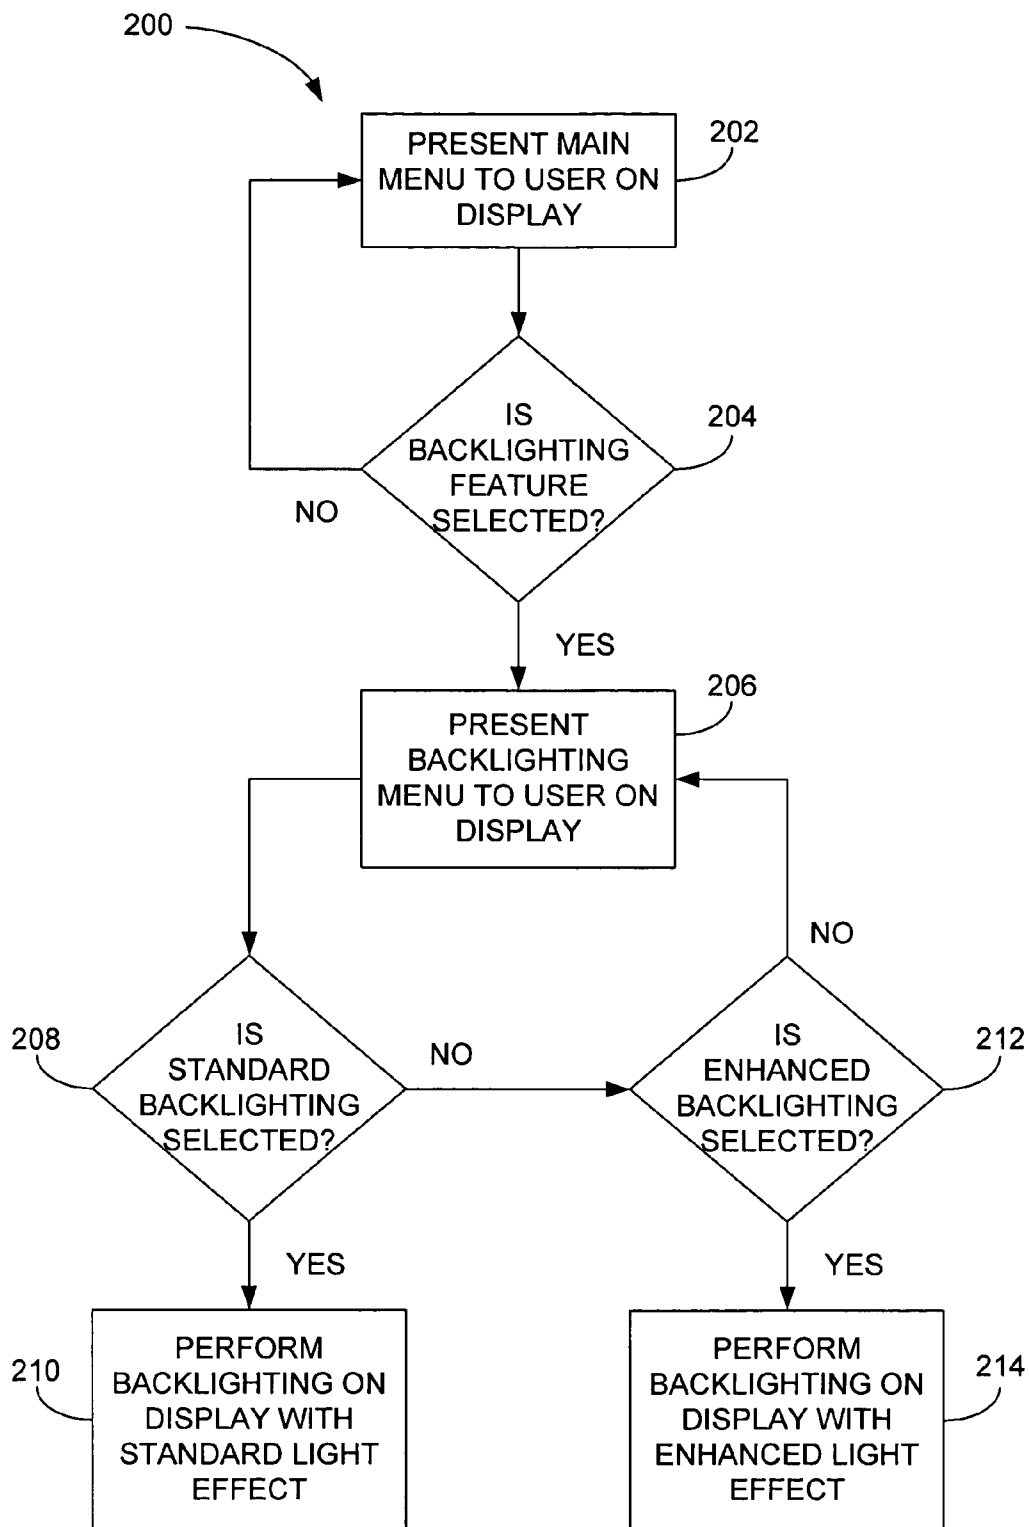 200
PRESENT MAIN
MENU TO USER ON
DISPLAY
202
IS
BACKLIGHTING
FEATURE
SELECTED?
204
NO
YES
206
PRESENT
BACKLIGHTING
MENU TO USER ON
DISPLAY
NO
208
IS
STANDARD
BACKLIGHTING
SELECTED?
NO
IS
ENHANCED
BACKLIGHTING
SELECTED?
212
YES
YES
210
PERFORM
BACKLIGHTING ON
DISPLAY WITH
STANDARD LIGHT
EFFECT
PERFORM
BACKLIGHTING ON
DISPLAY WITH
ENHANCED LIGHT
EFFECT
214